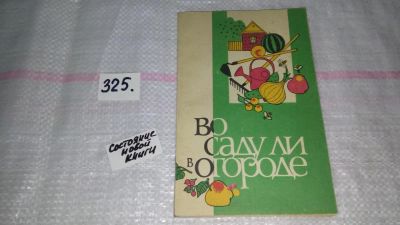 325.
Состояние
новой
книги
Во
саду ли
в огороде